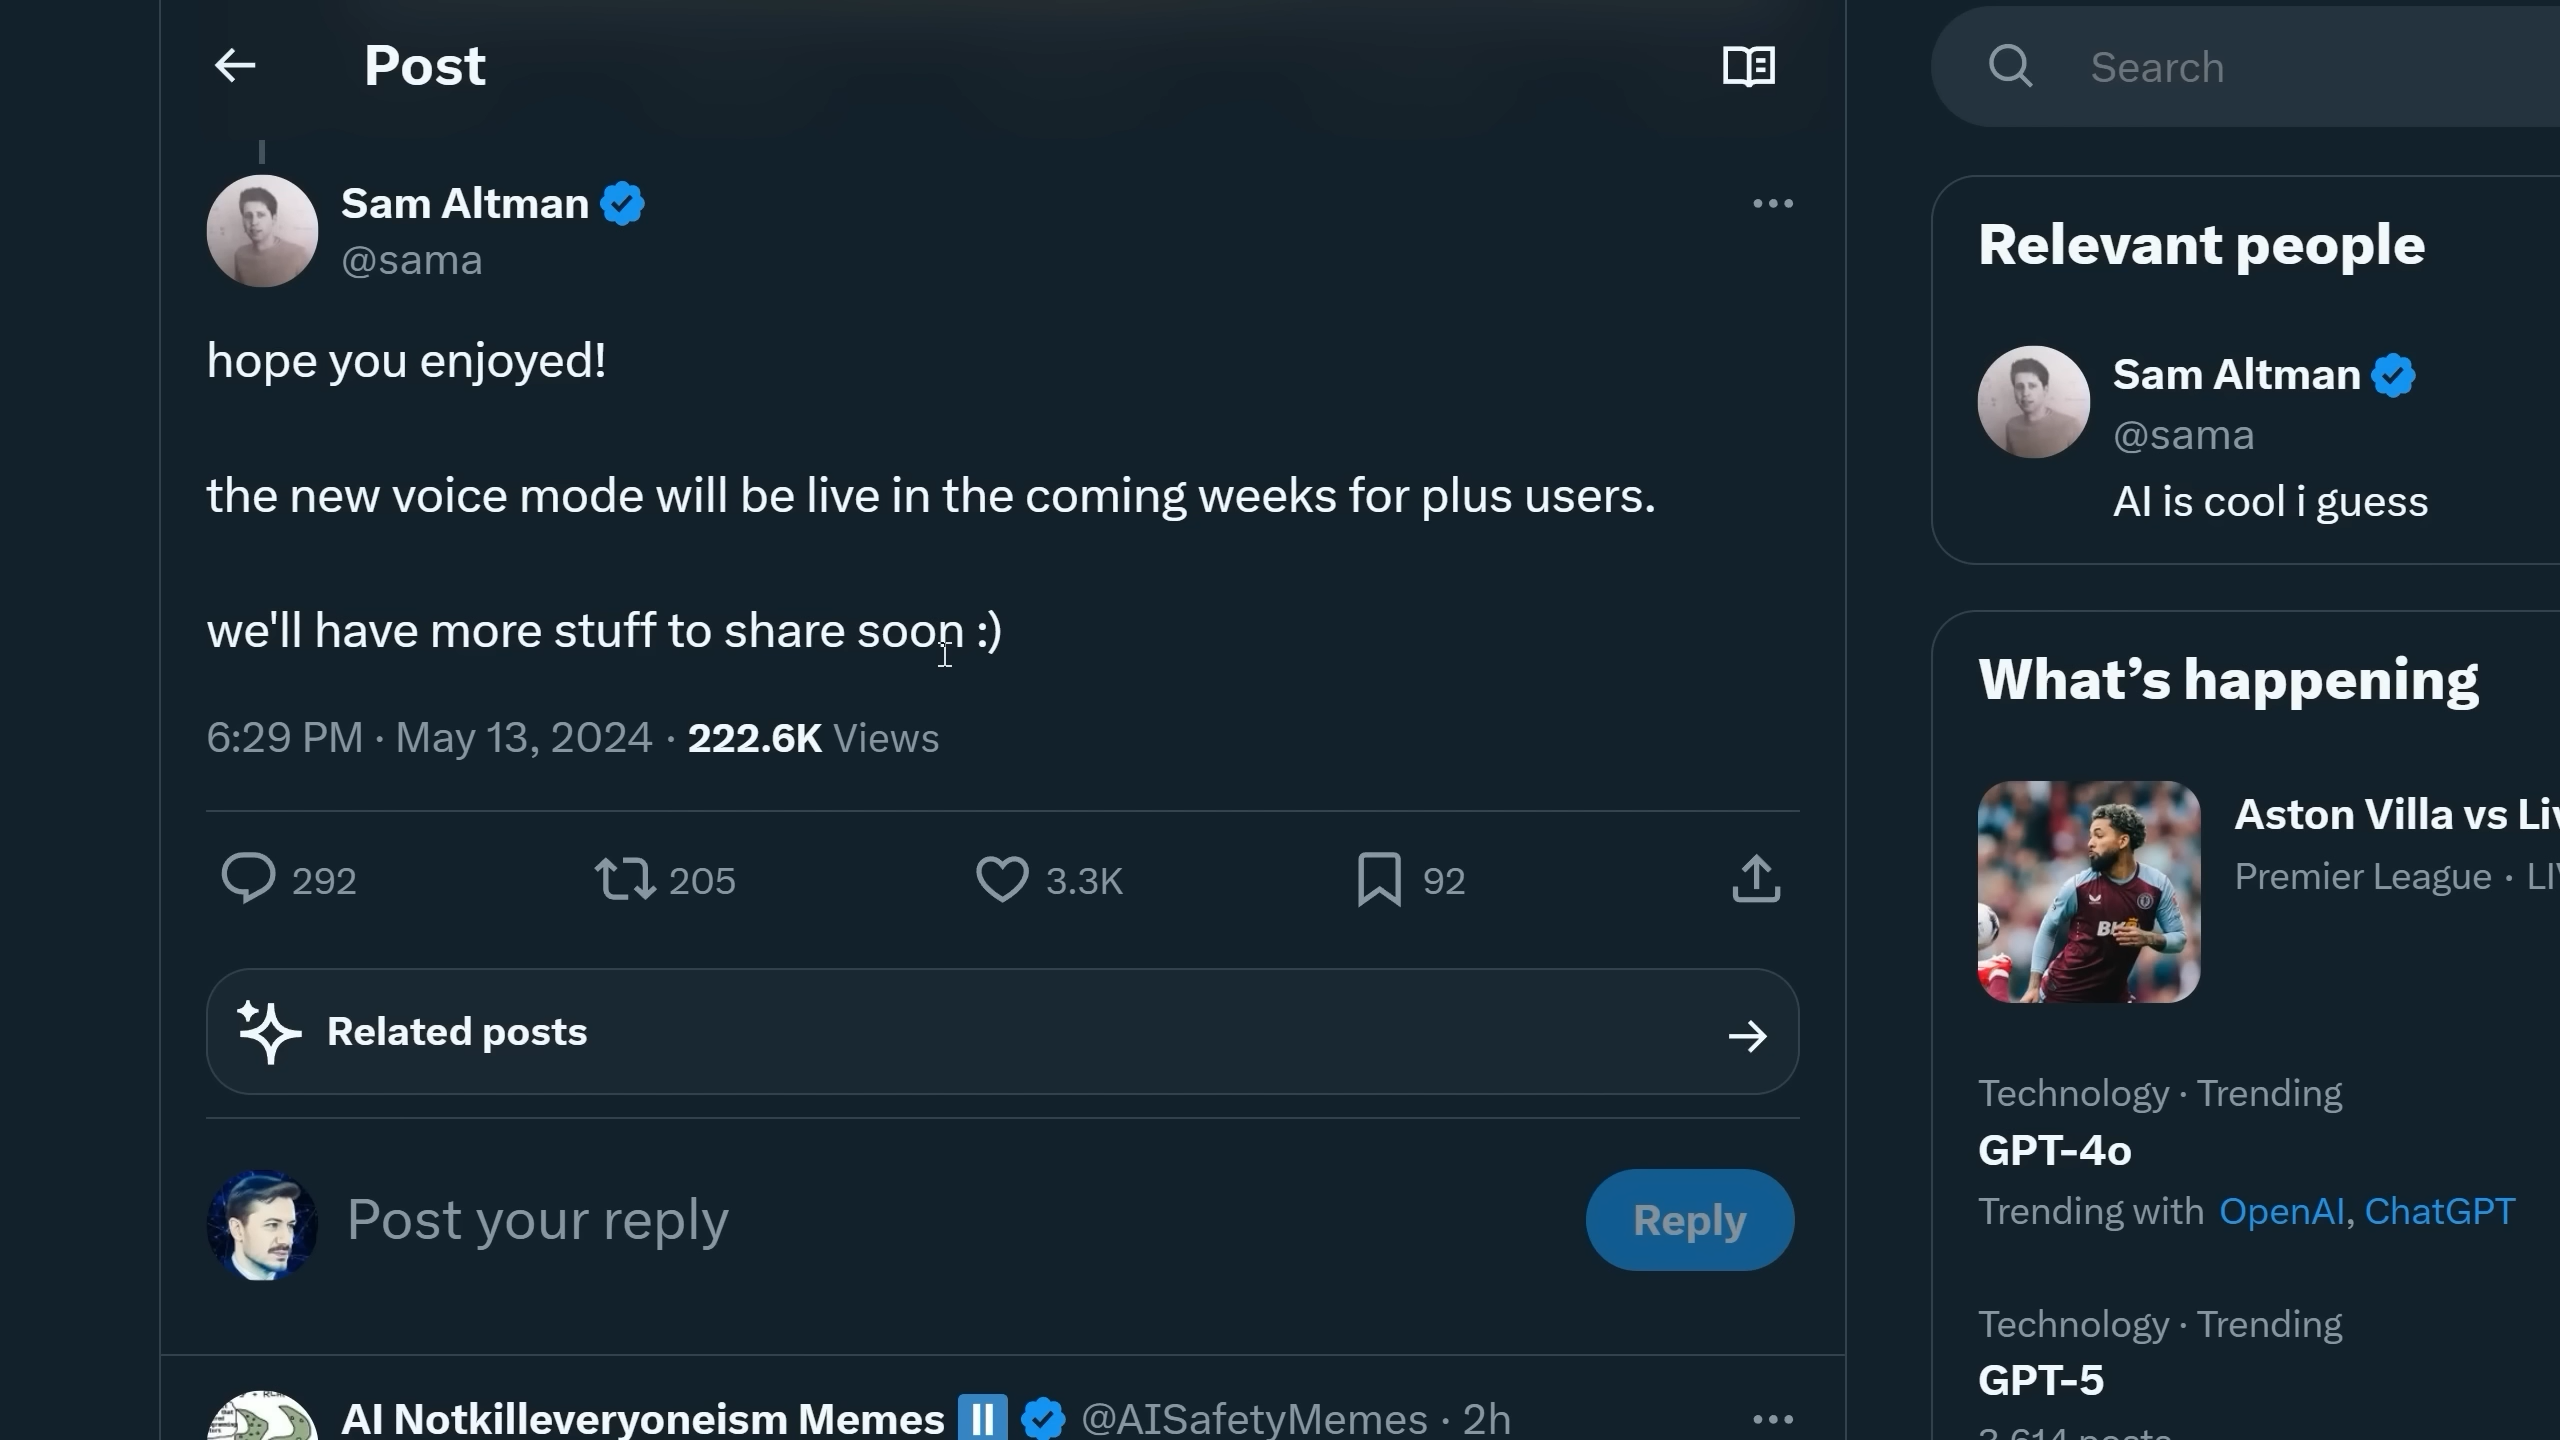 Post
Search
Sam Altman
@sama
hope you enjoyed!
the new voice mode will be live in the coming weeks for plus users.
we'll have more stuff to share soon :)
6:29 PM · May 13, 2024 · 222.6K Views
292 205 3.3K 92
Related posts
Post your reply
Reply
AI Notkilleveryoneism Memes @AISafetyMemes · 2h
Relevant people
Sam Altman
@sama
AI is cool i guess
What’s happening
Aston Villa vs Liv
Premier League · LIV
Technology · Trending
GPT-4o
Trending with OpenAI, ChatGPT
Technology · Trending
GPT-5